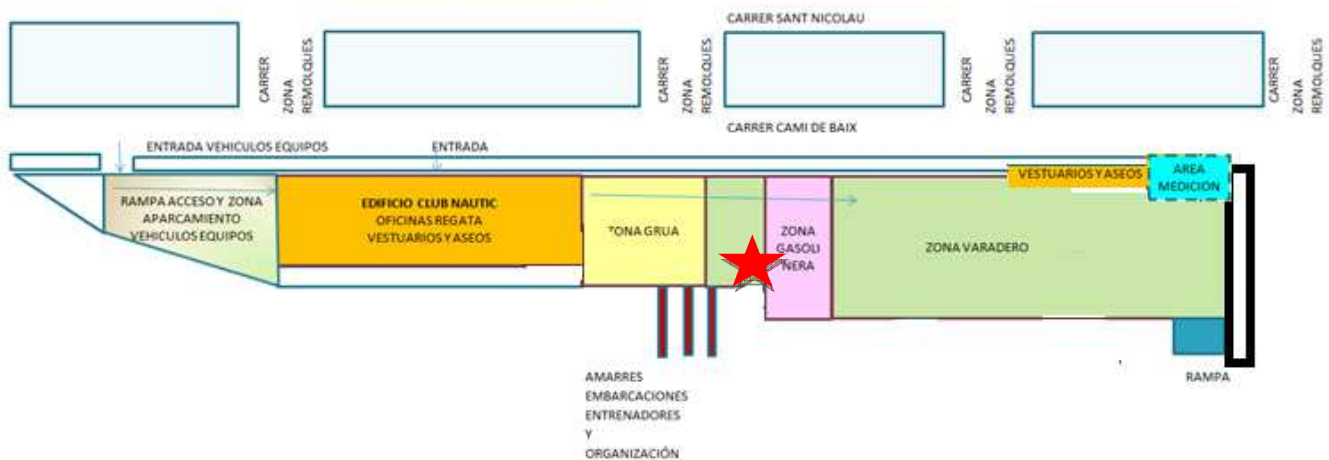 CARRER SANT NICOLAU
CARRER
ZONA
REMOLQUES
CARRER
ZONA
REMOLQUES
CARRER
ZONA
REMOLQUES
CARRER
ZONA
REMOLQUES
CARRER CAMI DE BAIX
ENTRADA VEHICULOS EQUIPOS
ENTRADA
RAMPA ACCESO Y ZONA
APARCAMIENTO
VEHICULOS EQUIPOS
EDIFICIO CLUB NAUTIC
OFICINAS REGATA
VESTUARIOS Y ASEOS
ZONA GRUA
ZONA
GASOLI
NERA
ZONA VARADERO
VESTUARIOS Y ASEOS
AREA
MEDICION
AMARRES
EMBARCACIONES
ENTRENADORES
Y
ORGANIZACIÓN
RAMPA